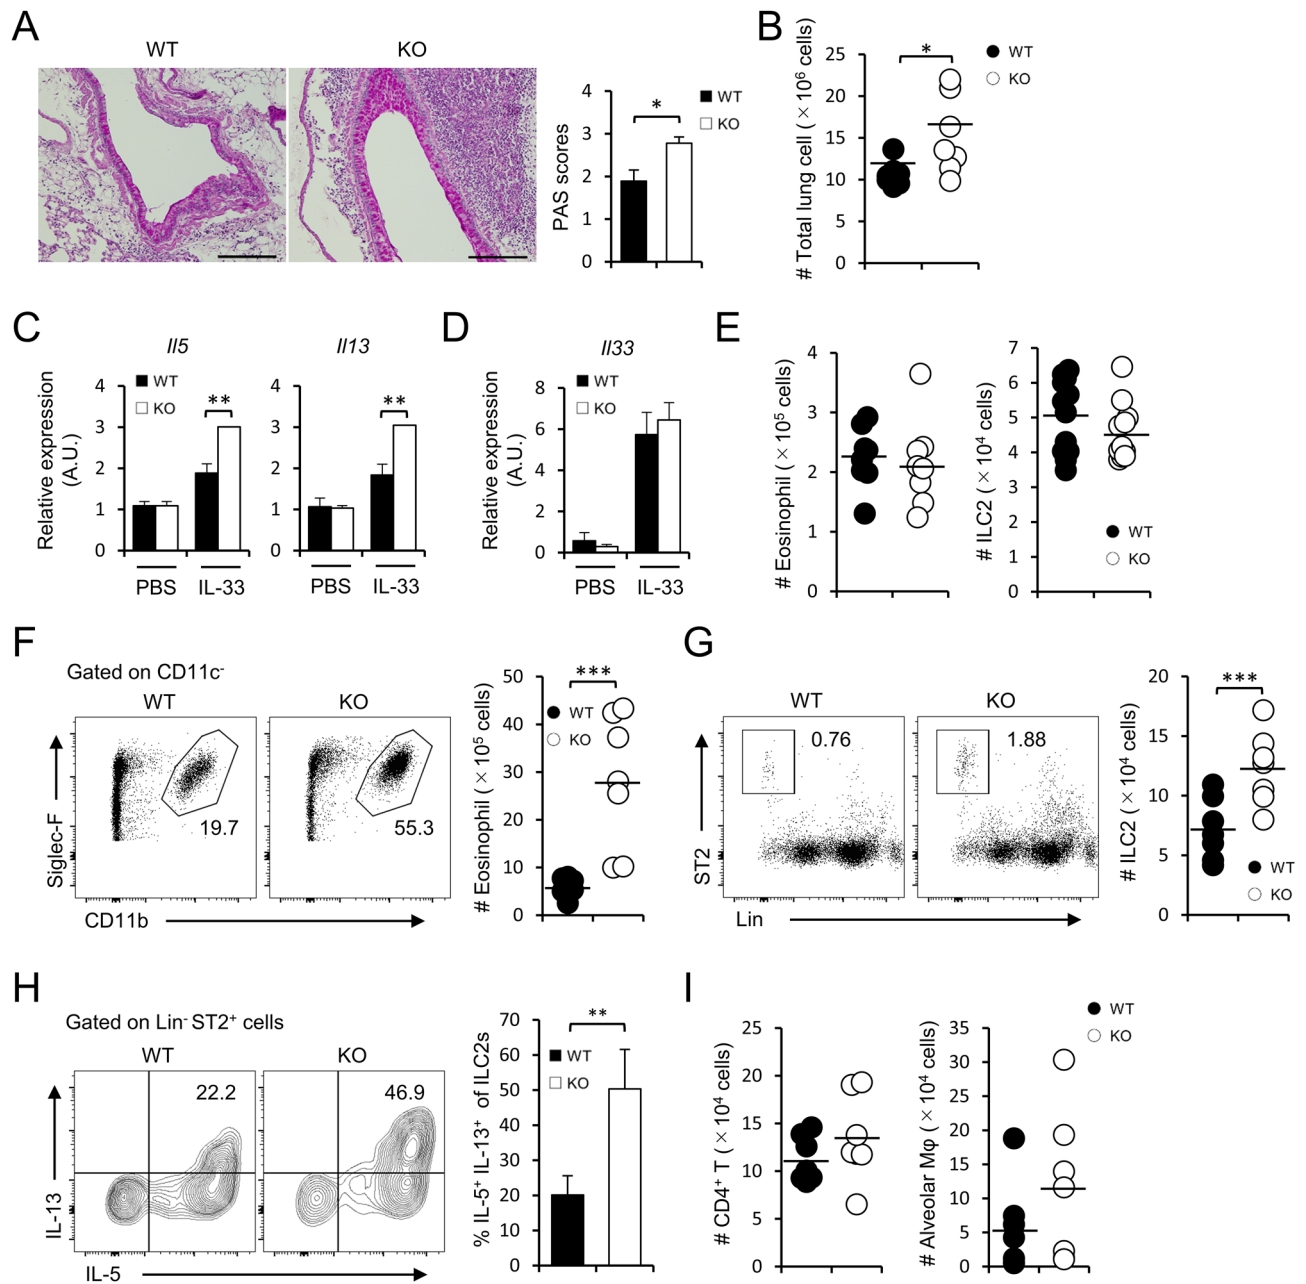 A
WT
KO
PAS scores
4
3
2
1
0
*
WT
KO
B
# Total lung cell (×10⁶ cells)
25
20
15
10
5
0
*
WT
KO
C
Il5
Il13
Relative expression
(A.U.)
4
3
2
1
0
WT
KO
**
PBS
IL-33
4
3
2
1
0
**
PBS
IL-33
D
Il33
Relative expression
(A.U.)
8
6
4
2
0
WT
KO
PBS
IL-33
E
# Eosinophil (×10⁵ cells)
4
3
2
1
0
# ILC2 (×10⁴ cells)
7
6
5
4
3
2
1
0
WT
KO
F
Gated on CD11c⁻
WT
KO
19.7
55.3
Siglec-F
CD11b
# Eosinophil (×10⁵ cells)
50
40
30
20
10
0
***
WT
KO
G
WT
KO
0.76
1.88
ST2
Lin
# ILC2 (×10⁴ cells)
20
15
10
5
0
***
WT
KO
H
Gated on Lin⁻ ST2⁺ cells
WT
KO
22.2
46.9
IL-13
IL-5
% IL-5⁺ IL-13⁺ of ILC2s
70
60
50
40
30
20
10
0
**
WT
KO
I
# CD4⁺ T (×10⁴ cells)
25
20
15
10
5
0
# Alveolar Mφ (×10⁴ cells)
35
30
25
20
15
10
5
0
WT
KO